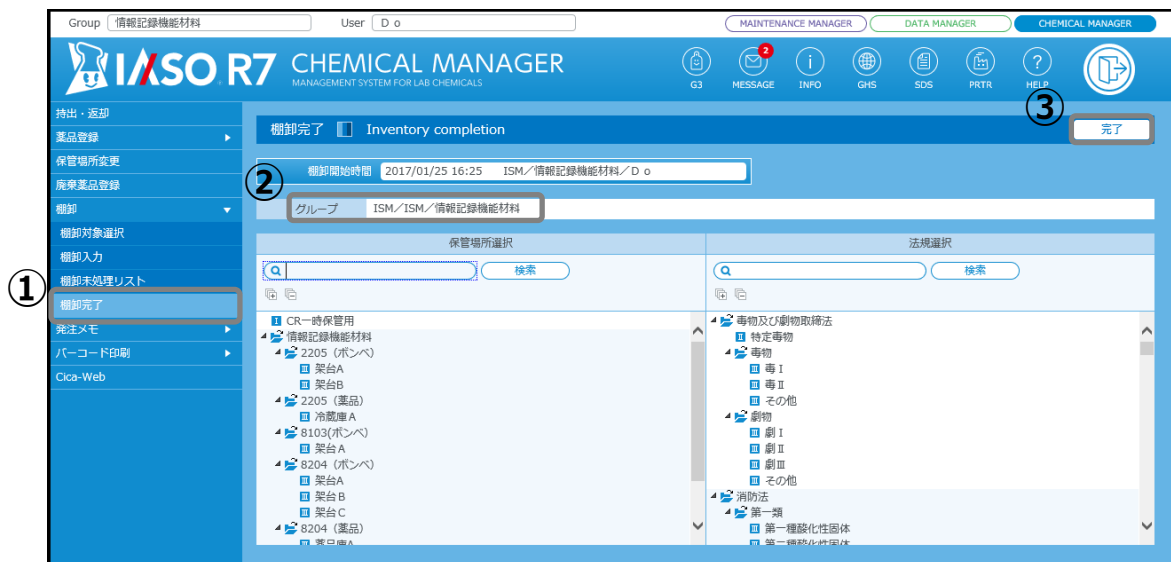 Group 情報記録機能材料 User D o MAINTENANCE MANAGER DATA MANAGER CHEMICAL MANAGER
IASO R7 CHEMICAL MANAGER
MANAGEMENT SYSTEM FOR LAB CHEMICALS
G3 2 MESSAGE INFO GHS SDS PRTR ? HELP
③
持出・返却
薬品登録
保管場所変更
廃棄薬品登録
棚卸
棚卸対象選択
棚卸入力
棚卸未処理リスト
① 棚卸完了
発注メモ
バーコード印刷
Cica-Web
棚卸完了 Inventory completion 完了
棚卸開始時間 2017/01/25 16:25 ISM/情報記録機能材料/D o
②
グループ ISM/ISM/情報記録機能材料
保管場所選択
検索
CR一時保管用
情報記録機能材料
2205（ボンベ）
架台A
架台B
2205（薬品）
冷蔵庫A
8103(ボンベ)
架台A
8204（ボンベ）
架台A
架台B
架台C
8204（薬品）
薬品庫A
法規選択
検索
毒物及び劇物取締法
特定毒物
毒物
毒I
毒II
その他
劇物
劇I
劇II
劇III
その他
消防法
第一類
第一種酸化性固体
第二種酸化性固体